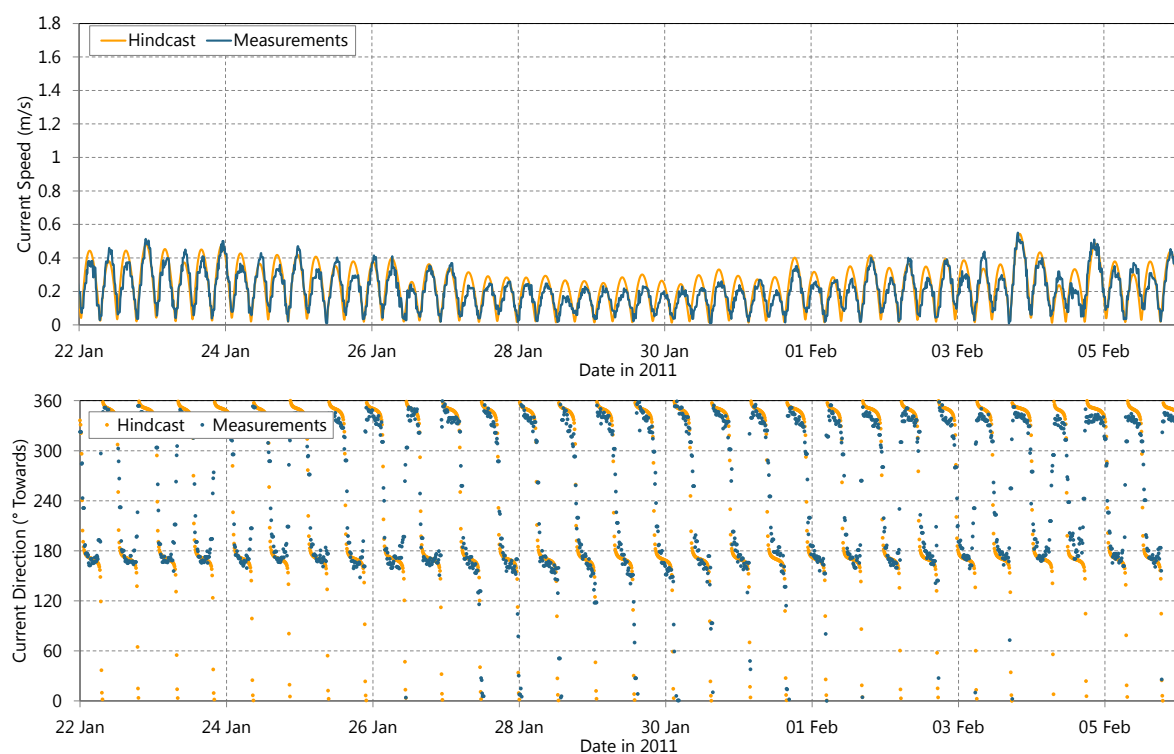 1.8
1.6
1.4
1.2
1
0.8
0.6
0.4
0.2
0
Current Speed (m/s)
Hindcast Measurements
22 Jan 24 Jan 26 Jan 28 Jan 30 Jan 01 Feb 03 Feb 05 Feb
Date in 2011
360
300
240
180
120
60
0
Current Direction (° Towards)
Hindcast Measurements
22 Jan 24 Jan 26 Jan 28 Jan 30 Jan 01 Feb 03 Feb 05 Feb
Date in 2011